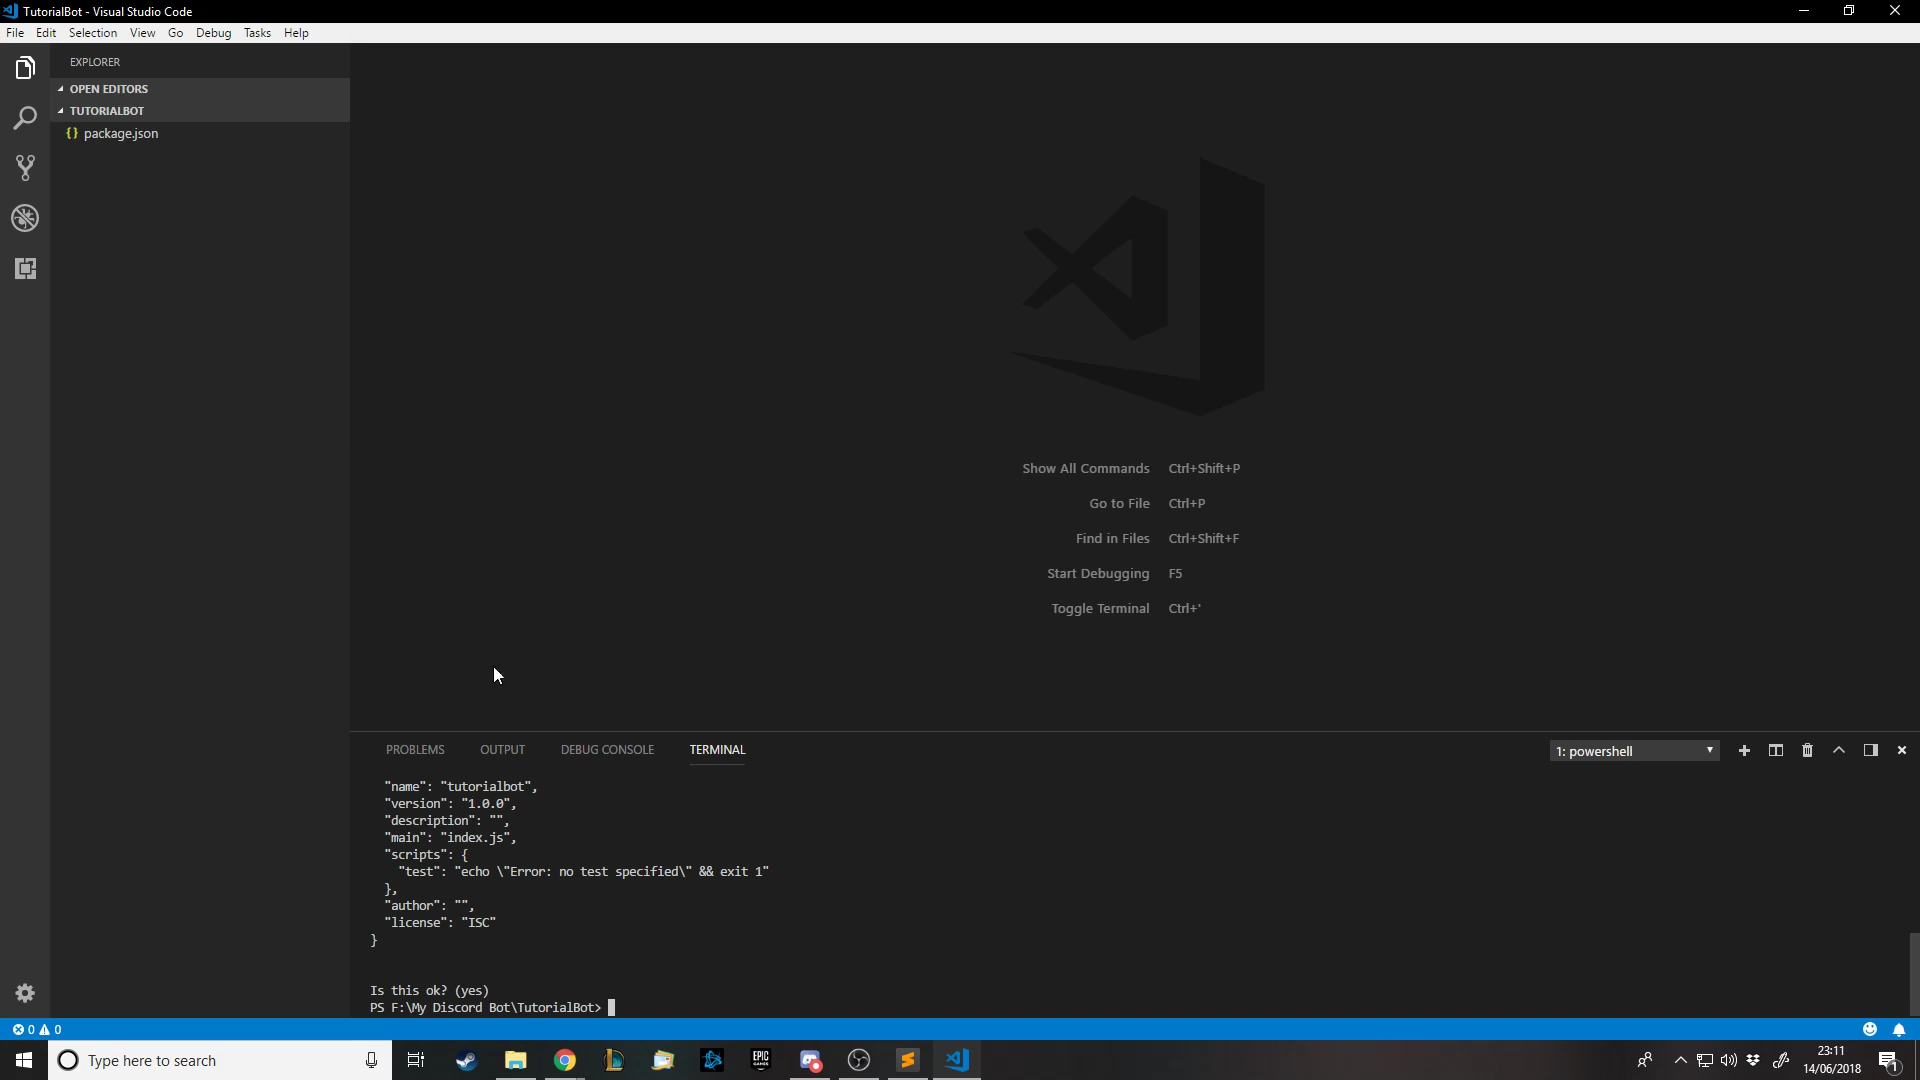 TutorialBot - Visual Studio Code
File Edit Selection View Go Debug Tasks Help
EXPLORER
OPEN EDITORS
TUTORIALBOT
{} package.json
Show All Commands Ctrl+Shift+P
Go to File Ctrl+P
Find in Files Ctrl+Shift+F
Start Debugging F5
Toggle Terminal Ctrl+'
PROBLEMS OUTPUT DEBUG CONSOLE TERMINAL 1: powershell
"name": "tutorialbot",
"version": "1.0.0",
"description": "",
"main": "index.js",
"scripts": {
"test": "echo \"Error: no test specified\" && exit 1"
},
"author": "",
"license": "ISC"
}
Is this ok? (yes)
PS F:\My Discord Bot\TutorialBot>
0 0
Type here to search
EPIC GAMES
23:11
14/06/2018
1